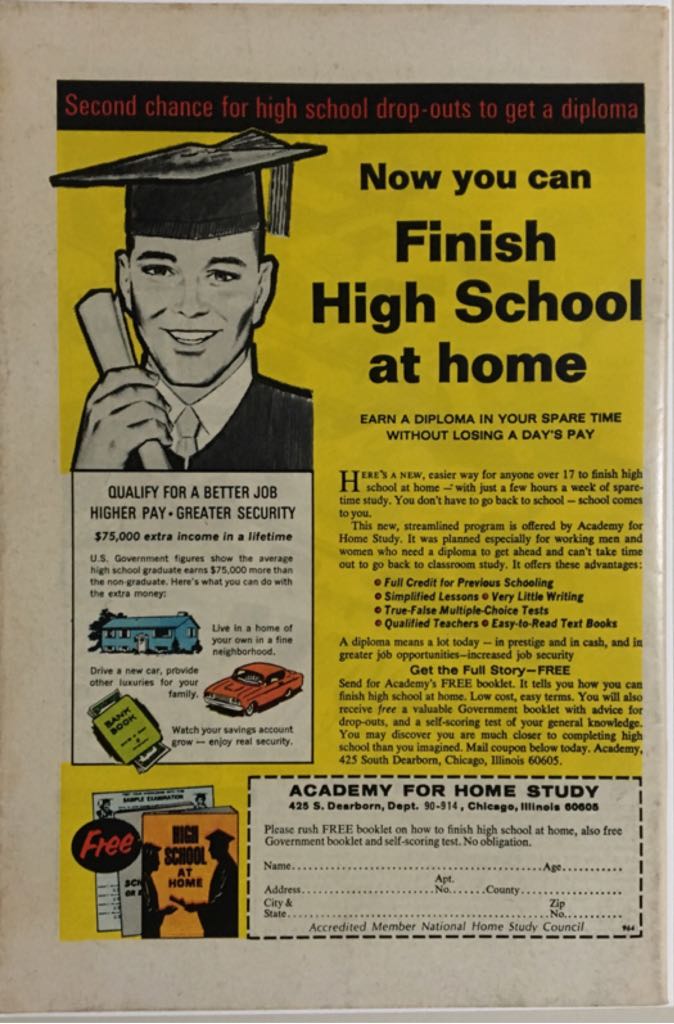 Second chance for high school drop-outs to get a diploma
Now you can
Finish
High School
at home
EARN A DIPLOMA IN YOUR SPARE TIME
WITHOUT LOSING A DAY'S PAY
HERE'S A NEW, easier way for anyone over 17 to finish high
school at home — with just a few hours a week of spare-
time study. You don't have to go back to school — school comes
to you.
This new, streamlined program is offered by Academy for
Home Study. It was planned especially for working men and
women who need a diploma to get ahead and can't take time
out to go back to classroom study. It offers these advantages:
Full Credit for Previous Schooling
Simplified Lessons • Very Little Writing
True-False Multiple-Choice Tests
Qualified Teachers • Easy-to-Read Text Books
A diploma means a lot today — in prestige and in cash, and in
greater job opportunities—increased job security
Get the Full Story—FREE
Send for Academy's FREE booklet. It tells you how you can
finish high school at home. Low cost, easy terms. You will also
receive free a valuable Government booklet with advice for
drop-outs, and a self-scoring test of your general knowledge.
You may discover you are much closer to completing high
school than you imagined. Mail coupon below today. Academy,
425 South Dearborn, Chicago, Illinois 60605.
QUALIFY FOR A BETTER JOB
HIGHER PAY • GREATER SECURITY
$75,000 extra income in a lifetime
U.S. Government figures show the average
high school graduate earns $75,000 more than
the non-graduate. Here's what you can do with
the extra money:
Live in a home of
your own in a fine
neighborhood.
Drive a new car, provide
other luxuries for your
family.
BANK
BOOK
Watch your savings account
grow — enjoy real security.
Free
SAMPLE EXAMINATION
HIGH
SCHOOL
AT
HOME
ACADEMY FOR HOME STUDY
425 S. Dearborn, Dept. 90-914, Chicago, Illinois 60605
Please rush FREE booklet on how to finish high school at home, also free
Government booklet and self-scoring test. No obligation.
Name..........Age..........
Apt.
Address..........No.......County..........
City & Zip
State..........No..........
Accredited Member National Home Study Council